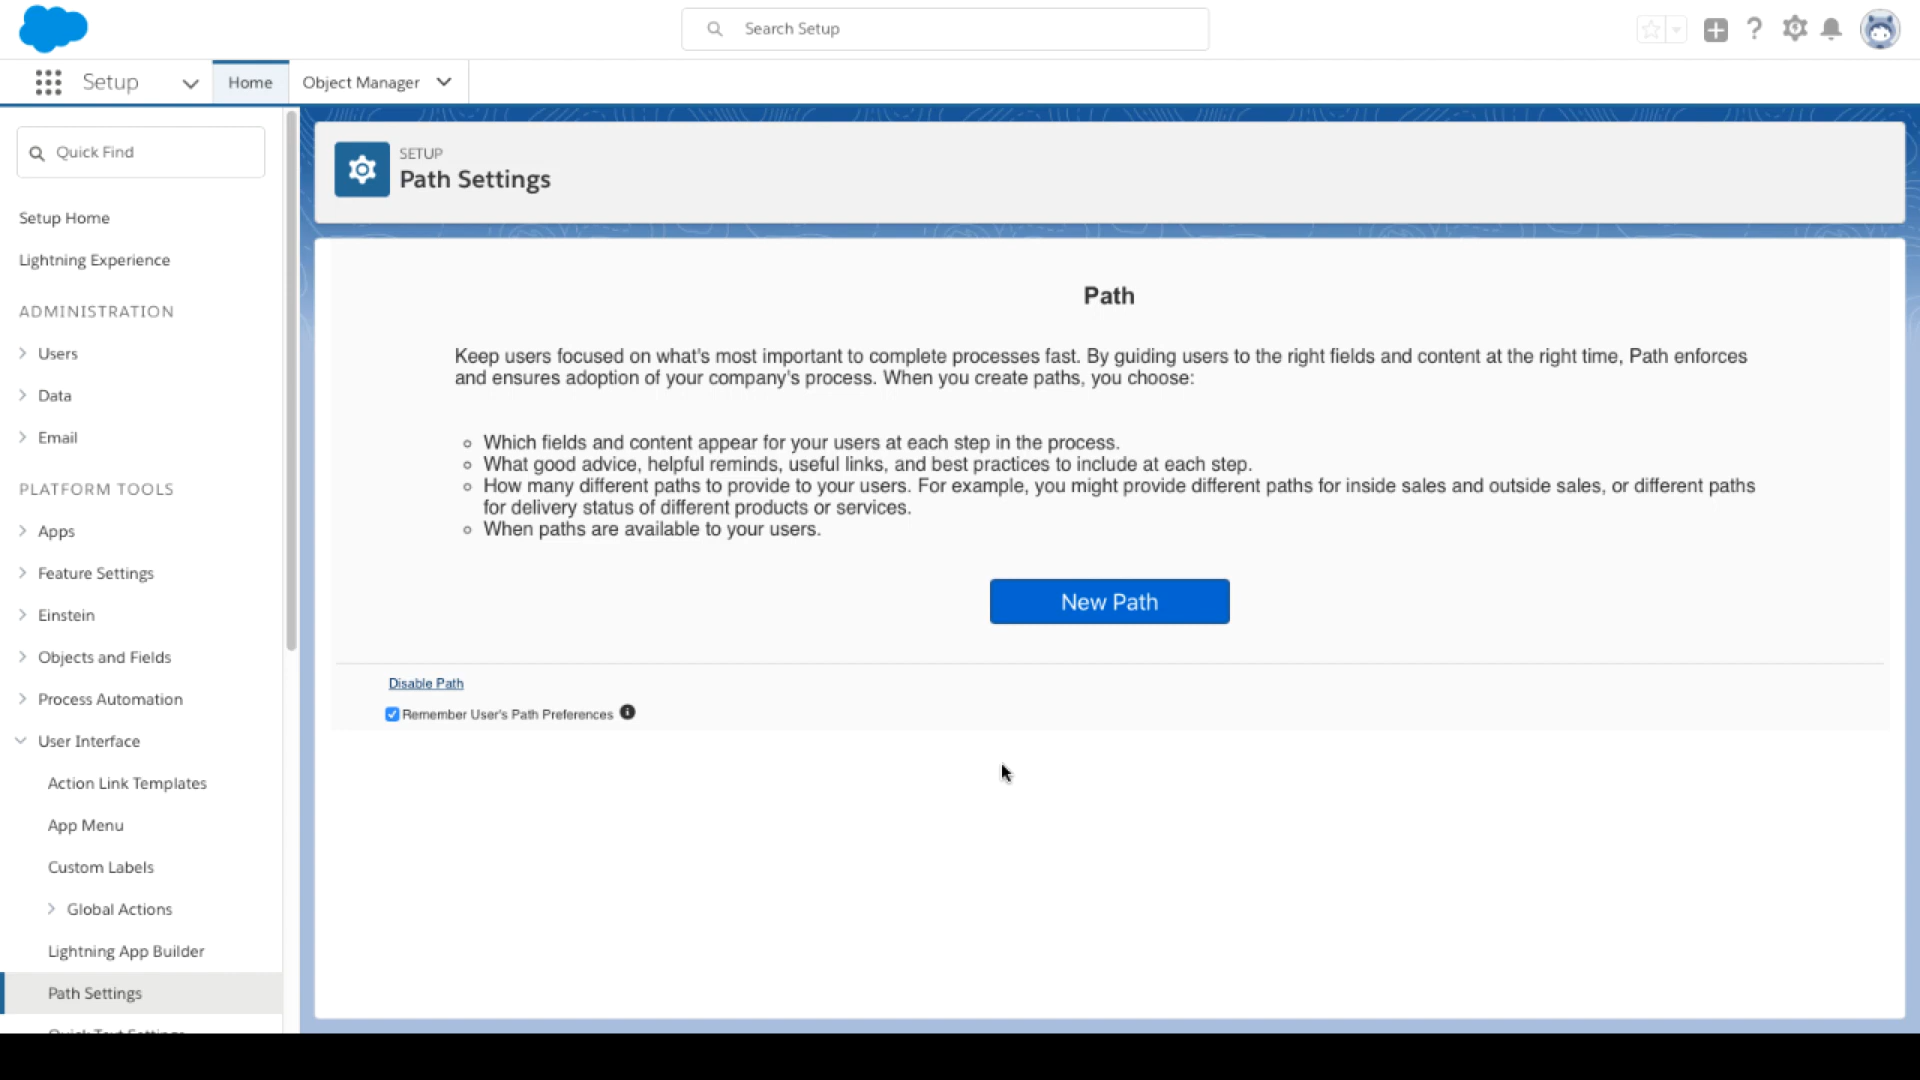 Search Setup
Setup
Home
Object Manager
Quick Find
Setup Home
Lightning Experience
ADMINISTRATION
Users
Data
Email
PLATFORM TOOLS
Apps
Feature Settings
Einstein
Objects and Fields
Process Automation
User Interface
Action Link Templates
App Menu
Custom Labels
Global Actions
Lightning App Builder
Path Settings
Quick Text Settings
SETUP
Path Settings
Path
Keep users focused on what's most important to complete processes fast. By guiding users to the right fields and content at the right time, Path enforces
and ensures adoption of your company's process. When you create paths, you choose:
Which fields and content appear for your users at each step in the process.
What good advice, helpful reminds, useful links, and best practices to include at each step.
How many different paths to provide to your users. For example, you might provide different paths for inside sales and outside sales, or different paths
for delivery status of different products or services.
When paths are available to your users.
New Path
Disable Path
Remember User's Path Preferences